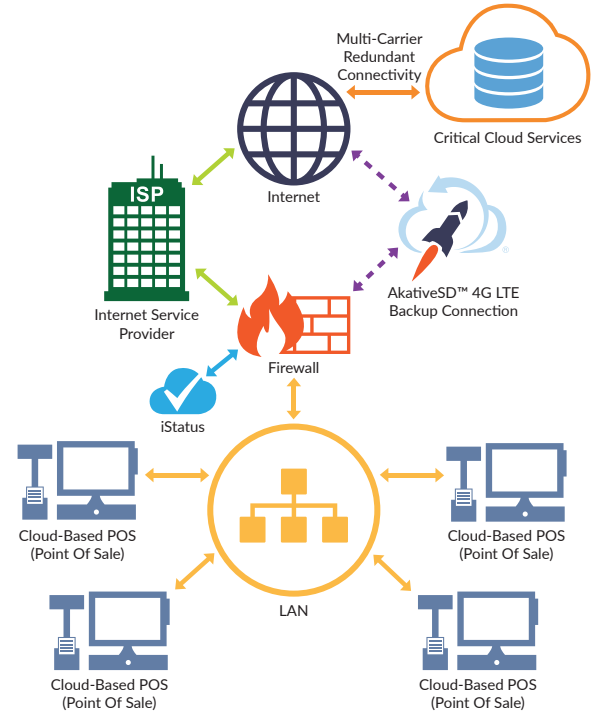 Multi-Carrier
Redundant
Connectivity
Critical Cloud Services
ISP
Internet
®
AkativeSD™ 4G LTE
Backup Connection
Internet Service
Provider
Firewall
iStatus
Cloud-Based POS
(Point Of Sale)
Cloud-Based POS
(Point Of Sale)
LAN
Cloud-Based POS
(Point Of Sale)
Cloud-Based POS
(Point Of Sale)